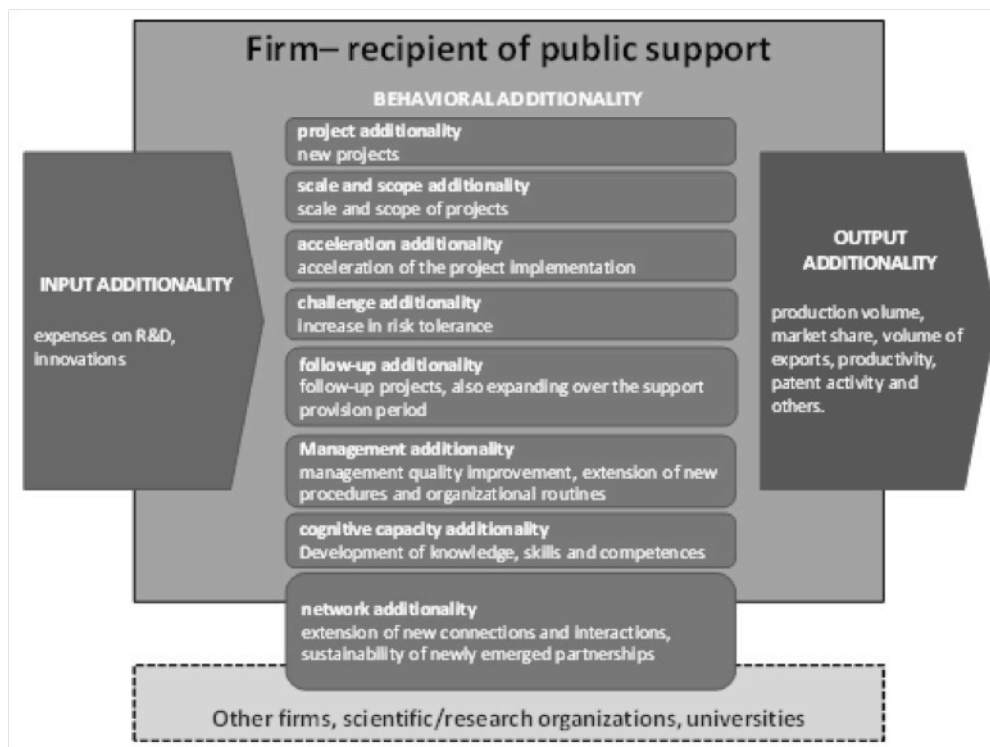 Firm– recipient of public support
BEHAVIORAL ADDITIONALITY
project additionality
new projects
scale and scope additionality
scale and scope of projects
acceleration additionality
acceleration of the project implementation
challenge additionality
increase in risk tolerance
follow-up additionality
follow-up projects, also expanding over the support
provision period
Management additionality
management quality improvement, extension of new
procedures and organizational routines
cognitive capacity additionality
Development of knowledge, skills and competences
network additionality
extension of new connections and interactions,
sustainability of newly emerged partnerships
INPUT ADDITIONALITY
expenses on R&D,
innovations
OUTPUT
ADDITIONALITY
production volume,
market share, volume of
exports, productivity,
patent activity and
others.
Other firms, scientific/research organizations, universities